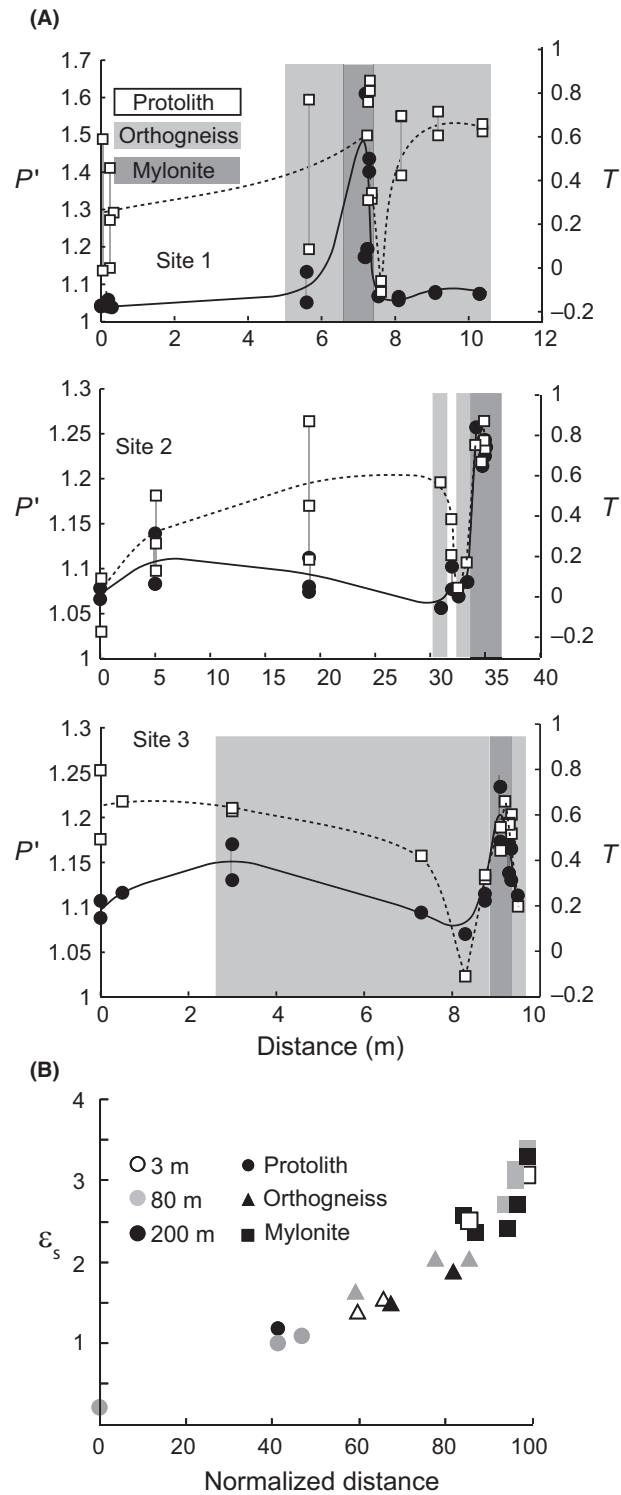 (A)
1.7
1.6
1.5
1.4
1.3
1.2
1.1
1
P'
Protolith
Orthogneiss
Mylonite
Site 1
1
0.8
0.6
0.4
0.2
0
–0.2
T
0 2 4 6 8 10 12
1.3
1.25
1.2
1.15
1.1
1.05
1
P'
Site 2
1
0.8
0.6
0.4
0.2
0
–0.2
T
0 5 10 15 20 25 30 35 40
1.3
1.25
1.2
1.15
1.1
1.05
1
P'
Site 3
1
0.8
0.6
0.4
0.2
0
–0.2
T
0 2 4 6 8 10
Distance (m)
(B)
4
3
2
1
εs
3 m Protolith
80 m Orthogneiss
200 m Mylonite
0 20 40 60 80 100
Normalized distance